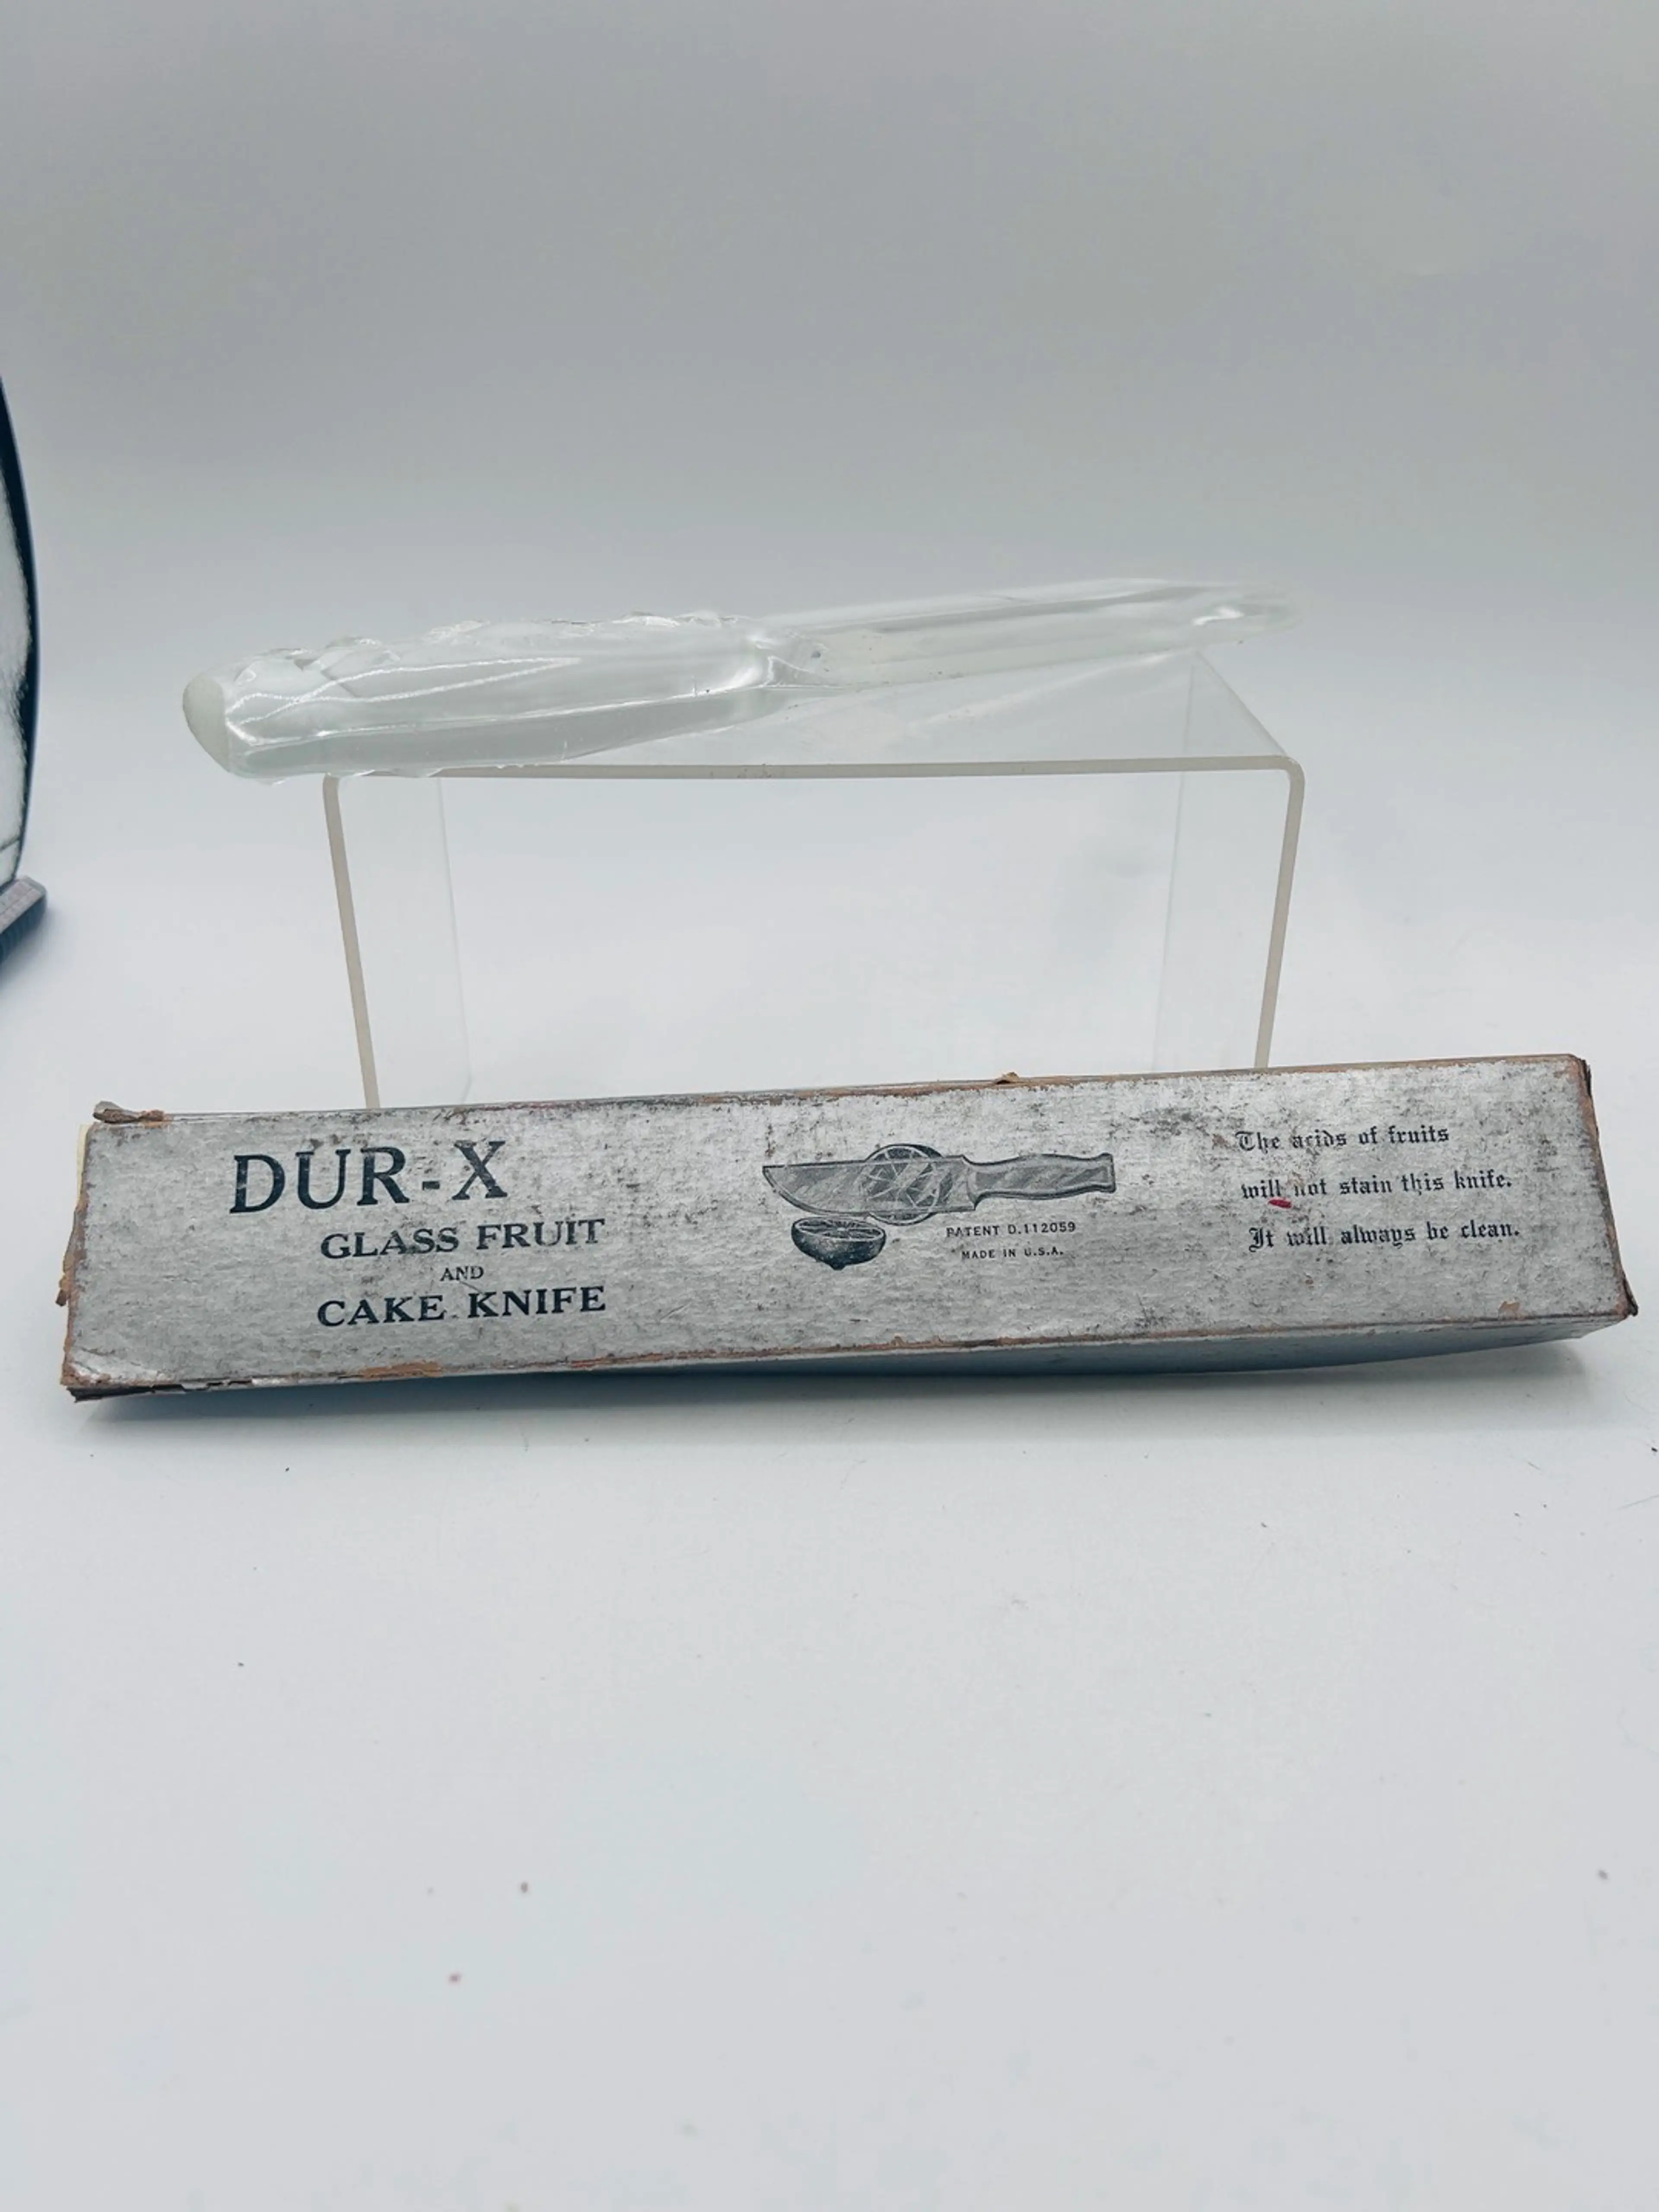 DUR-X
GLASS FRUIT
AND
CAKE KNIFE
PATENT D.112059
MADE IN U.S.A.
The acids of fruits
will not stain this knife.
It will always be clean.